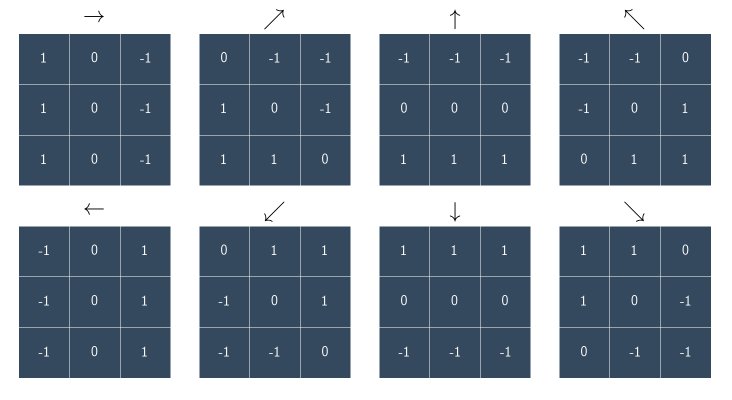 → ↗ ↑ ↖
1 0 -1 0 -1 -1 -1 -1 -1 -1 -1 0
1 0 -1 1 0 -1 0 0 0 -1 0 1
1 0 -1 1 1 0 1 1 1 0 1 1
← ↙ ↓ ↘
-1 0 1 0 1 1 1 1 1 1 1 0
-1 0 1 -1 0 1 0 0 0 1 0 -1
-1 0 1 -1 -1 0 -1 -1 -1 0 -1 -1